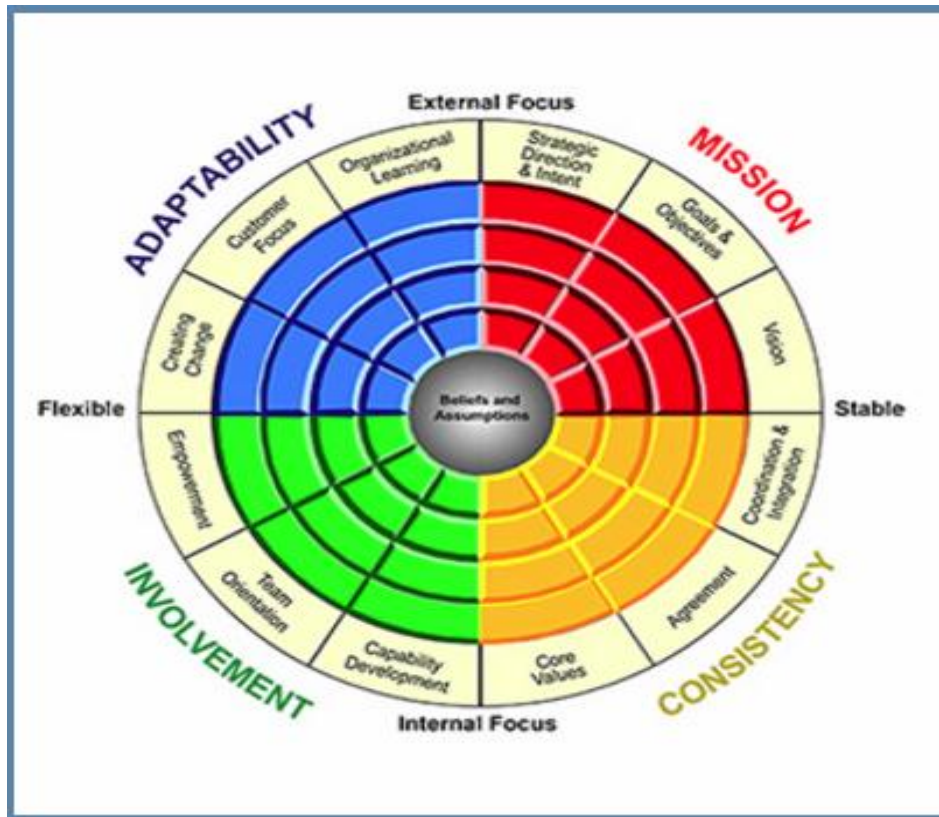 External Focus
ADAPTABILITY
MISSION
Organizational
Learning
Strategic
Direction
& Intent
Customer
Focus
Goals &
Objectives
Creating
Change
Vision
Flexible
Beliefs and
Assumptions
Stable
Empowerment
Coordination &
Integration
Team
Orientation
Agreement
Capability
Development
Core
Values
INVOLVEMENT
CONSISTENCY
Internal Focus